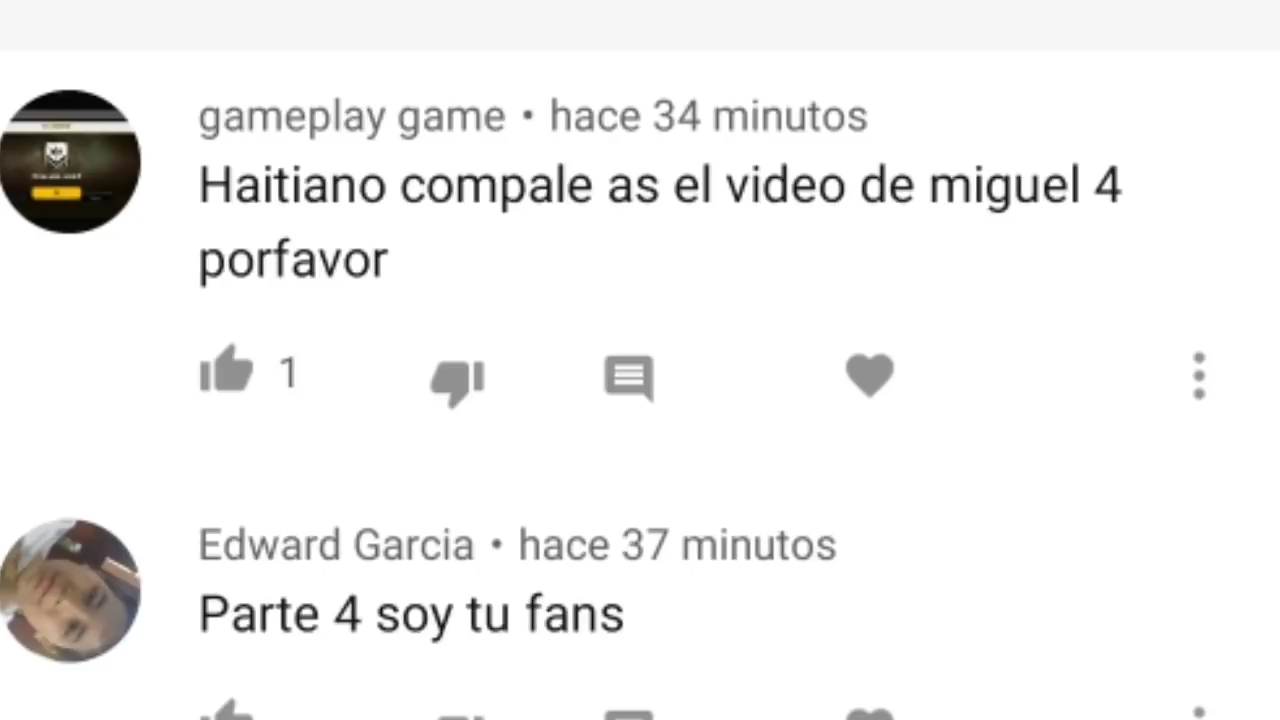 gameplay game • hace 34 minutos
Haitiano compale as el video de miguel 4
porfavor
1
Edward Garcia • hace 37 minutos
Parte 4 soy tu fans